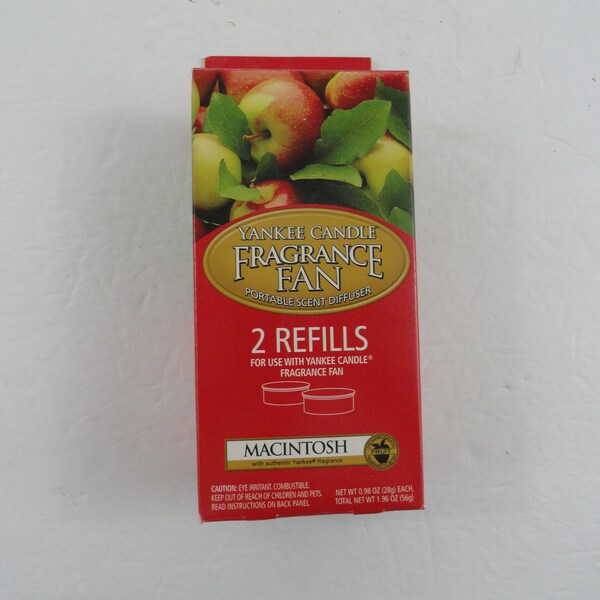 YANKEE CANDLE
FRAGRANCE
FAN
PORTABLE SCENT DIFFUSER
2 REFILLS
FOR USE WITH YANKEE CANDLE®
FRAGRANCE FAN
MACINTOSH
with authentic Yankee® fragrance
FRUIT
CAUTION: EYE IRRITANT. COMBUSTIBLE.
KEEP OUT OF REACH OF CHILDREN AND PETS.
READ INSTRUCTIONS ON BACK PANEL.
NET WT 0.98 OZ (28g) EACH,
TOTAL NET WT 1.96 OZ (56g)